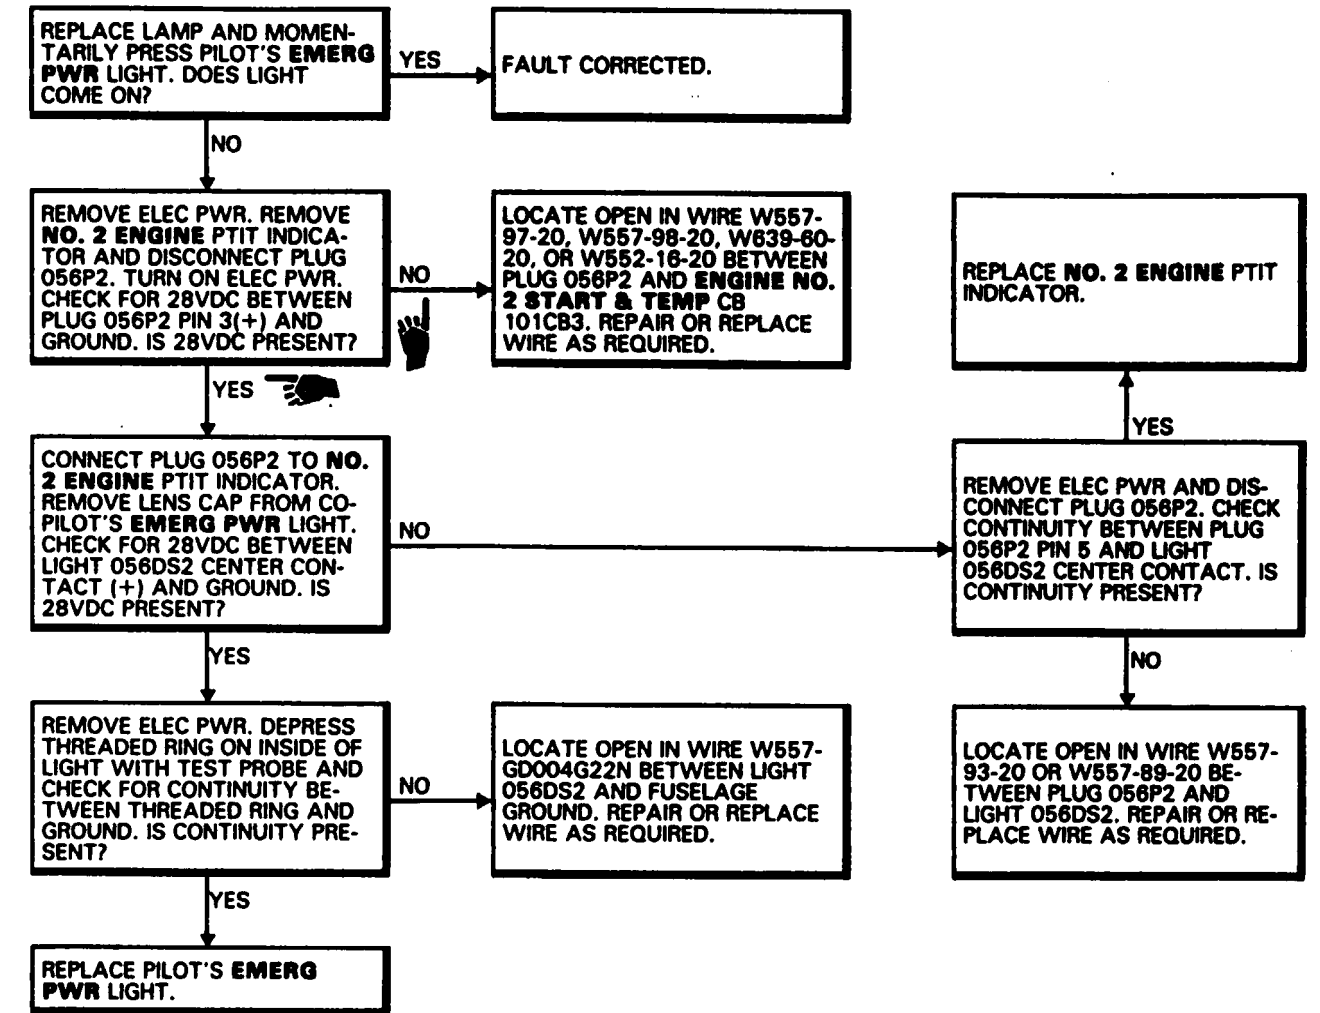 REPLACE LAMP AND MOMEN-
TARILY PRESS PILOT'S EMERG
PWR LIGHT. DOES LIGHT
COME ON?
YES
FAULT CORRECTED.
NO
REMOVE ELEC PWR. REMOVE
NO. 2 ENGINE PTIT INDICA-
TOR AND DISCONNECT PLUG
056P2. TURN ON ELEC PWR.
CHECK FOR 28VDC BETWEEN
PLUG 056P2 PIN 3(+) AND
GROUND. IS 28VDC PRESENT?
NO
LOCATE OPEN IN WIRE W557-
97-20, W557-98-20, W639-60-
20, OR W552-16-20 BETWEEN
PLUG 056P2 AND ENGINE NO.
2 START & TEMP CB
101CB3. REPAIR OR REPLACE
WIRE AS REQUIRED.
REPLACE NO. 2 ENGINE PTIT
INDICATOR.
YES
YES
CONNECT PLUG 056P2 TO NO.
2 ENGINE PTIT INDICATOR.
REMOVE LENS CAP FROM CO-
PILOT'S EMERG PWR LIGHT.
CHECK FOR 28VDC BETWEEN
LIGHT 056DS2 CENTER CON-
TACT (+) AND GROUND. IS
28VDC PRESENT?
NO
REMOVE ELEC PWR AND DIS-
CONNECT PLUG 056P2. CHECK
CONTINUITY BETWEEN PLUG
056P2 PIN 5 AND LIGHT
056DS2 CENTER CONTACT. IS
CONTINUITY PRESENT?
YES
NO
REMOVE ELEC PWR. DEPRESS
THREADED RING ON INSIDE OF
LIGHT WITH TEST PROBE AND
CHECK FOR CONTINUITY BE-
TWEEN THREADED RING AND
GROUND. IS CONTINUITY PRE-
SENT?
NO
LOCATE OPEN IN WIRE W557-
GD004G22N BETWEEN LIGHT
056DS2 AND FUSELAGE
GROUND. REPAIR OR REPLACE
WIRE AS REQUIRED.
LOCATE OPEN IN WIRE W557-
93-20 OR W557-89-20 BE-
TWEEN PLUG 056P2 AND
LIGHT 056DS2. REPAIR OR RE-
PLACE WIRE AS REQUIRED.
YES
REPLACE PILOT'S EMERG
PWR LIGHT.